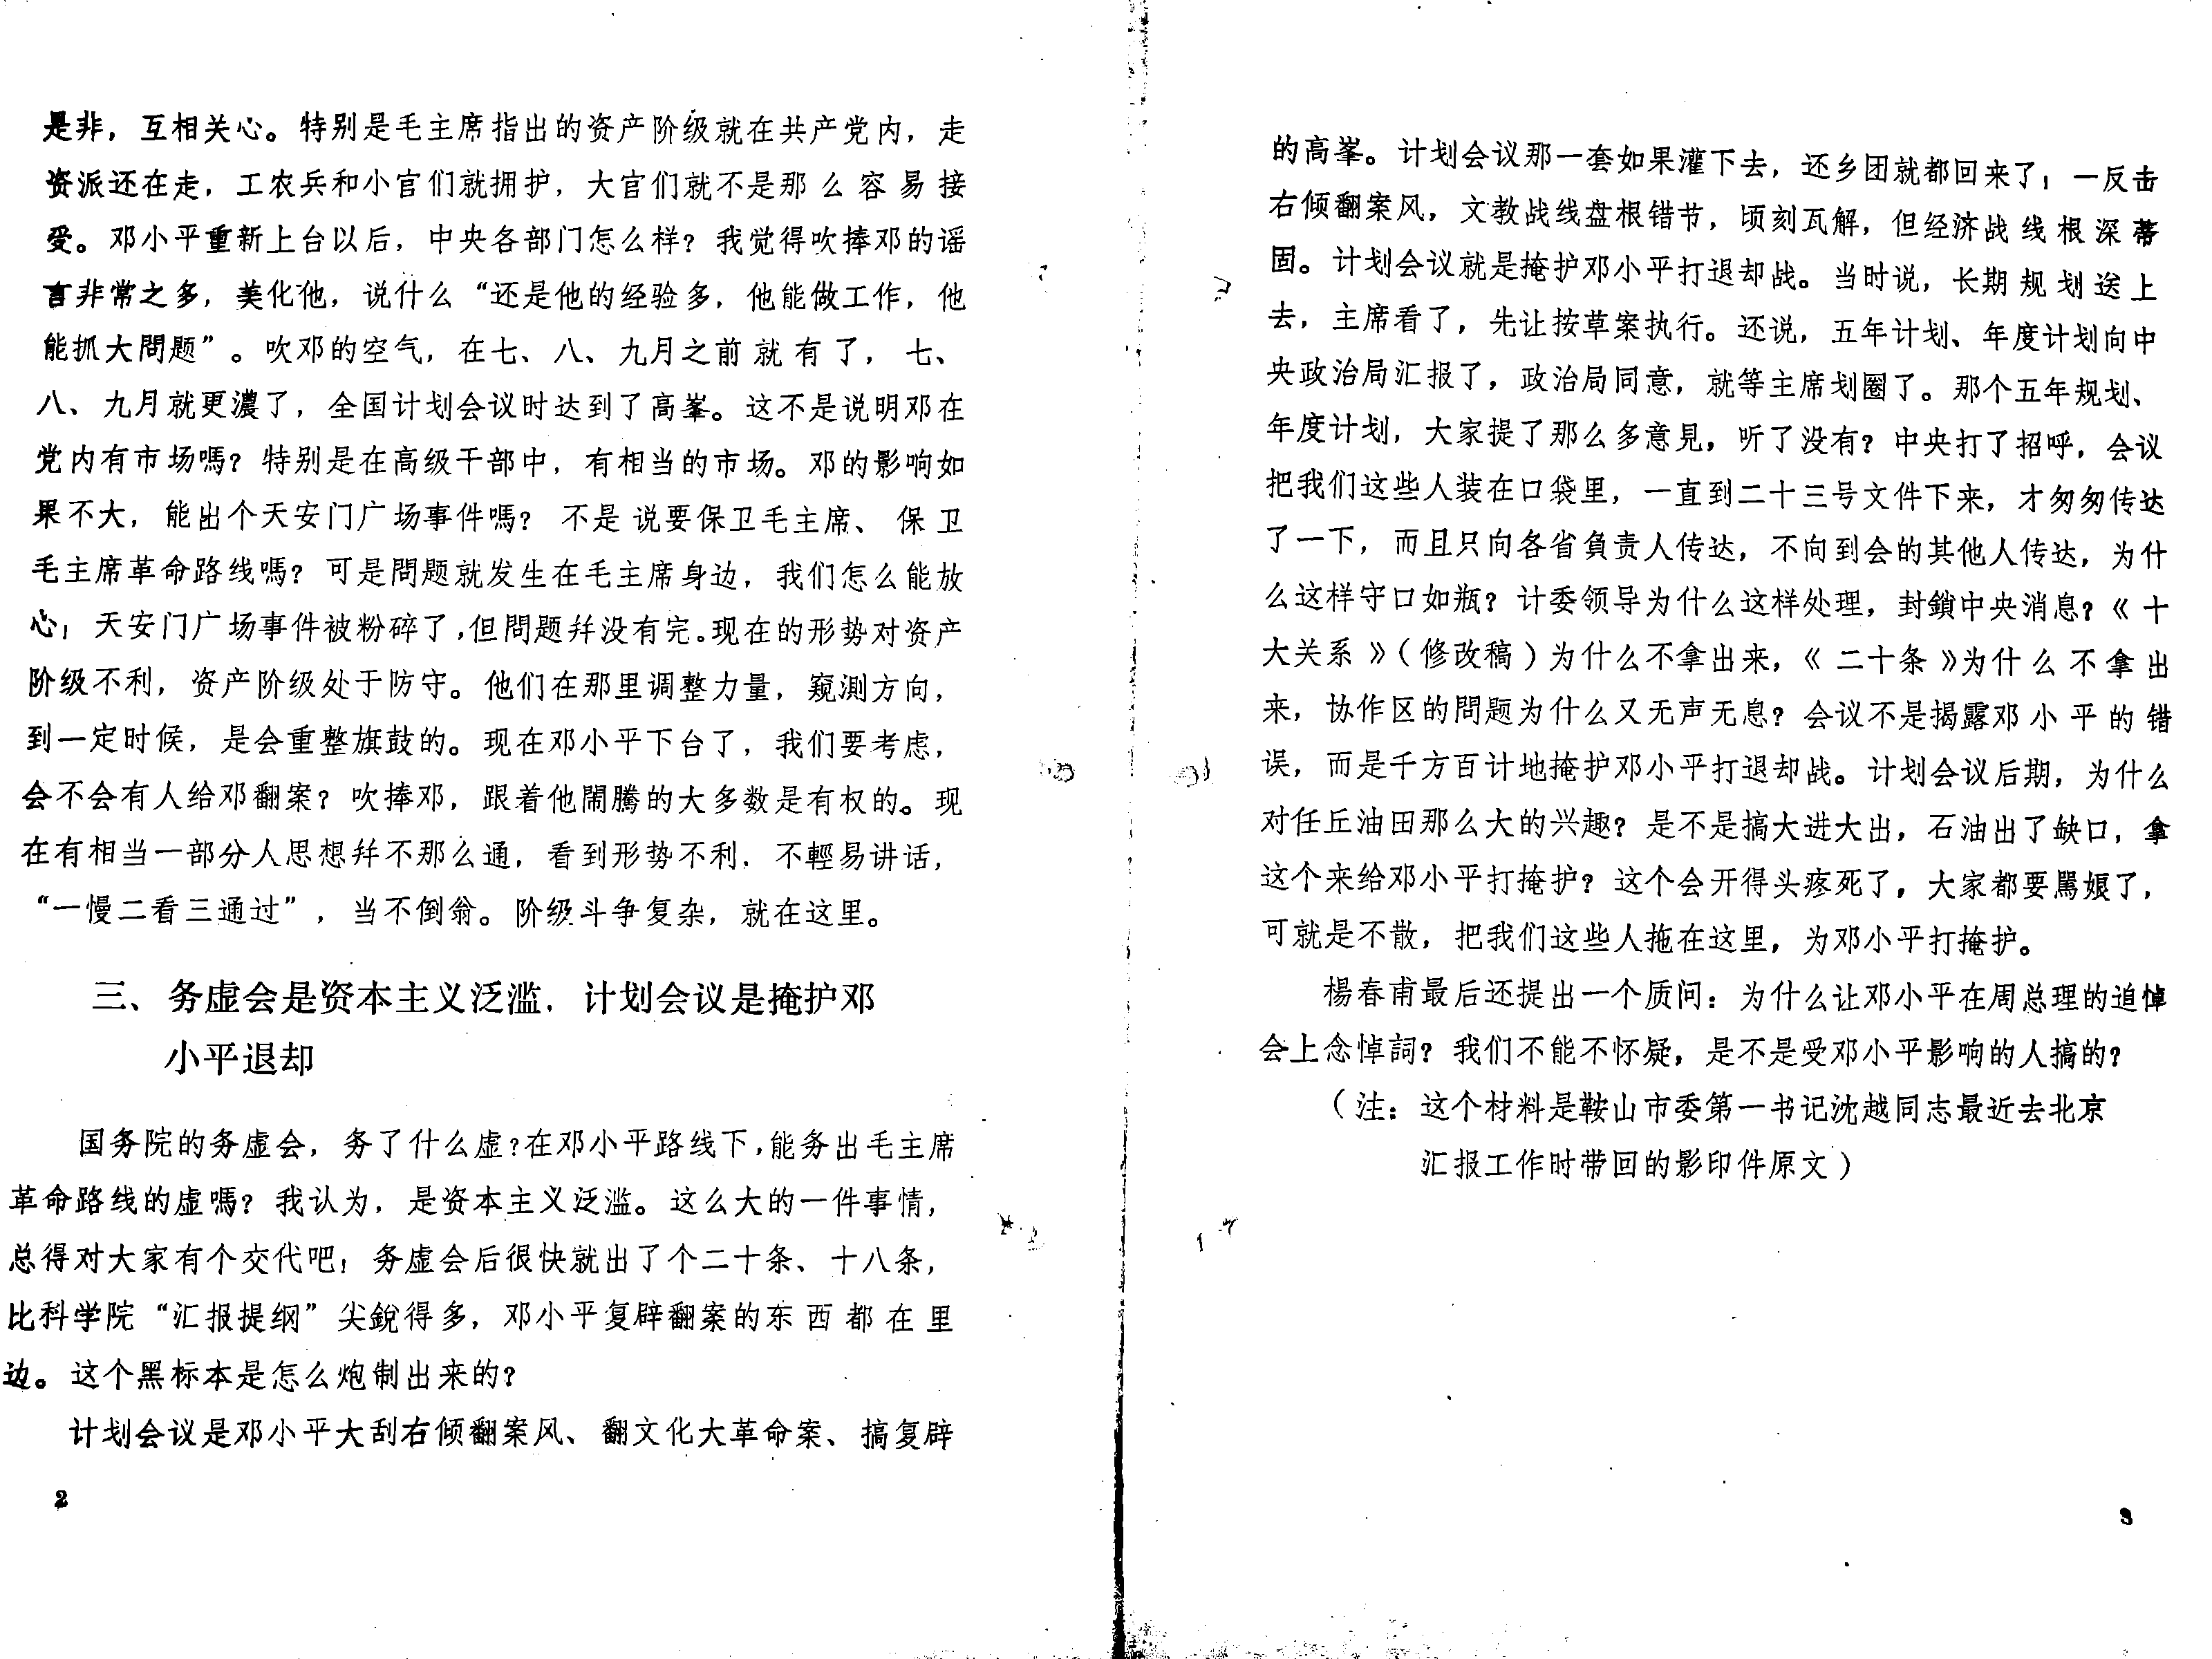 是非，互相关心。特别是毛主席指出的资产阶级就在共产党内，走
资派还在走，工农兵和小官们就拥护，大官们就不是那么容易接
受。邓小平重新上台以后，中央各部门怎么样？我觉得吹捧邓的谣
言非常之多，美化他，说什么“还是他的经验多，他能做工作，他
能抓大問題”。吹邓的空气，在七、八、九月之前就有了，七、
八、九月就更濃了，全国计划会议时达到了高峯。这不是说明邓在
党内有市场嗎？特别是在高级干部中，有相当的市场。邓的影响如
果不大，能出个天安门广场事件嗎？不是说要保卫毛主席、保卫
毛主席革命路线嗎？可是問題就发生在毛主席身边，我们怎么能放
心；天安门广场事件被粉碎了，但問題幷没有完。现在的形势对资产
阶级不利，资产阶级处于防守。他们在那里调整力量，窺測方向，
到一定时侯，是会重整旗鼓的。现在邓小平下台了，我们要考虑，
会不会有人给邓翻案？吹捧邓，跟着他鬧騰的大多数是有权的。现
在有相当一部分人思想幷不那么通，看到形势不利，不輕易讲话，
“一慢二看三通过”，当不倒翁。阶级斗争复杂，就在这里。
三、务虚会是资本主义泛滥，计划会议是掩护邓
小平退却
国务院的务虚会，务了什么虚？在邓小平路线下，能务出毛主席
革命路线的虚嗎？我认为，是资本主义泛滥。这么大的一件事情，
总得对大家有个交代吧；务虚会后很快就出了个二十条、十八条，
比科学院“汇报提纲”尖銳得多，邓小平复辟翻案的东西都在里
边。这个黑标本是怎么炮制出来的？
计划会议是邓小平大刮右倾翻案风、翻文化大革命案、搞复辟
2
的高峯。计划会议那一套如果灌下去，还乡团就都回来了；一反击
右倾翻案风，文教战线盘根错节，顷刻瓦解，但经济战线根深蒂
固。计划会议就是掩护邓小平打退却战。当时说，长期规划送上
去，主席看了，先让按草案执行。还说，五年计划、年度计划向中
央政治局汇报了，政治局同意，就等主席划圈了。那个五年规划、
年度计划，大家提了那么多意見，听了没有？中央打了招呼，会议
把我们这些人装在口袋里，一直到二十三号文件下来，才匆匆传达
了一下，而且只向各省負責人传达，不向到会的其他人传达，为什
么这样守口如瓶？计委领导为什么这样处理，封鎖中央消息？《十
大关系》（修改稿）为什么不拿出来，《二十条》为什么不拿出
来，协作区的問题为什么又无声无息？会议不是揭露邓小平的错
误，而是千方百计地掩护邓小平打退却战。计划会议后期，为什么
对任丘油田那么大的兴趣？是不是搞大进大出，石油出了缺口，拿
这个来给邓小平打掩护？这个会开得头疼死了，大家都要駡娘了，
可就是不散，把我们这些人拖在这里，为邓小平打掩护。
楊春甫最后还提出一个质问：为什么让邓小平在周总理的追悼
会上念悼詞？我们不能不怀疑，是不是受邓小平影响的人搞的？
（注：这个材料是鞍山市委第一书记沈越同志最近去北京
汇报工作时带回的影印件原文）
3